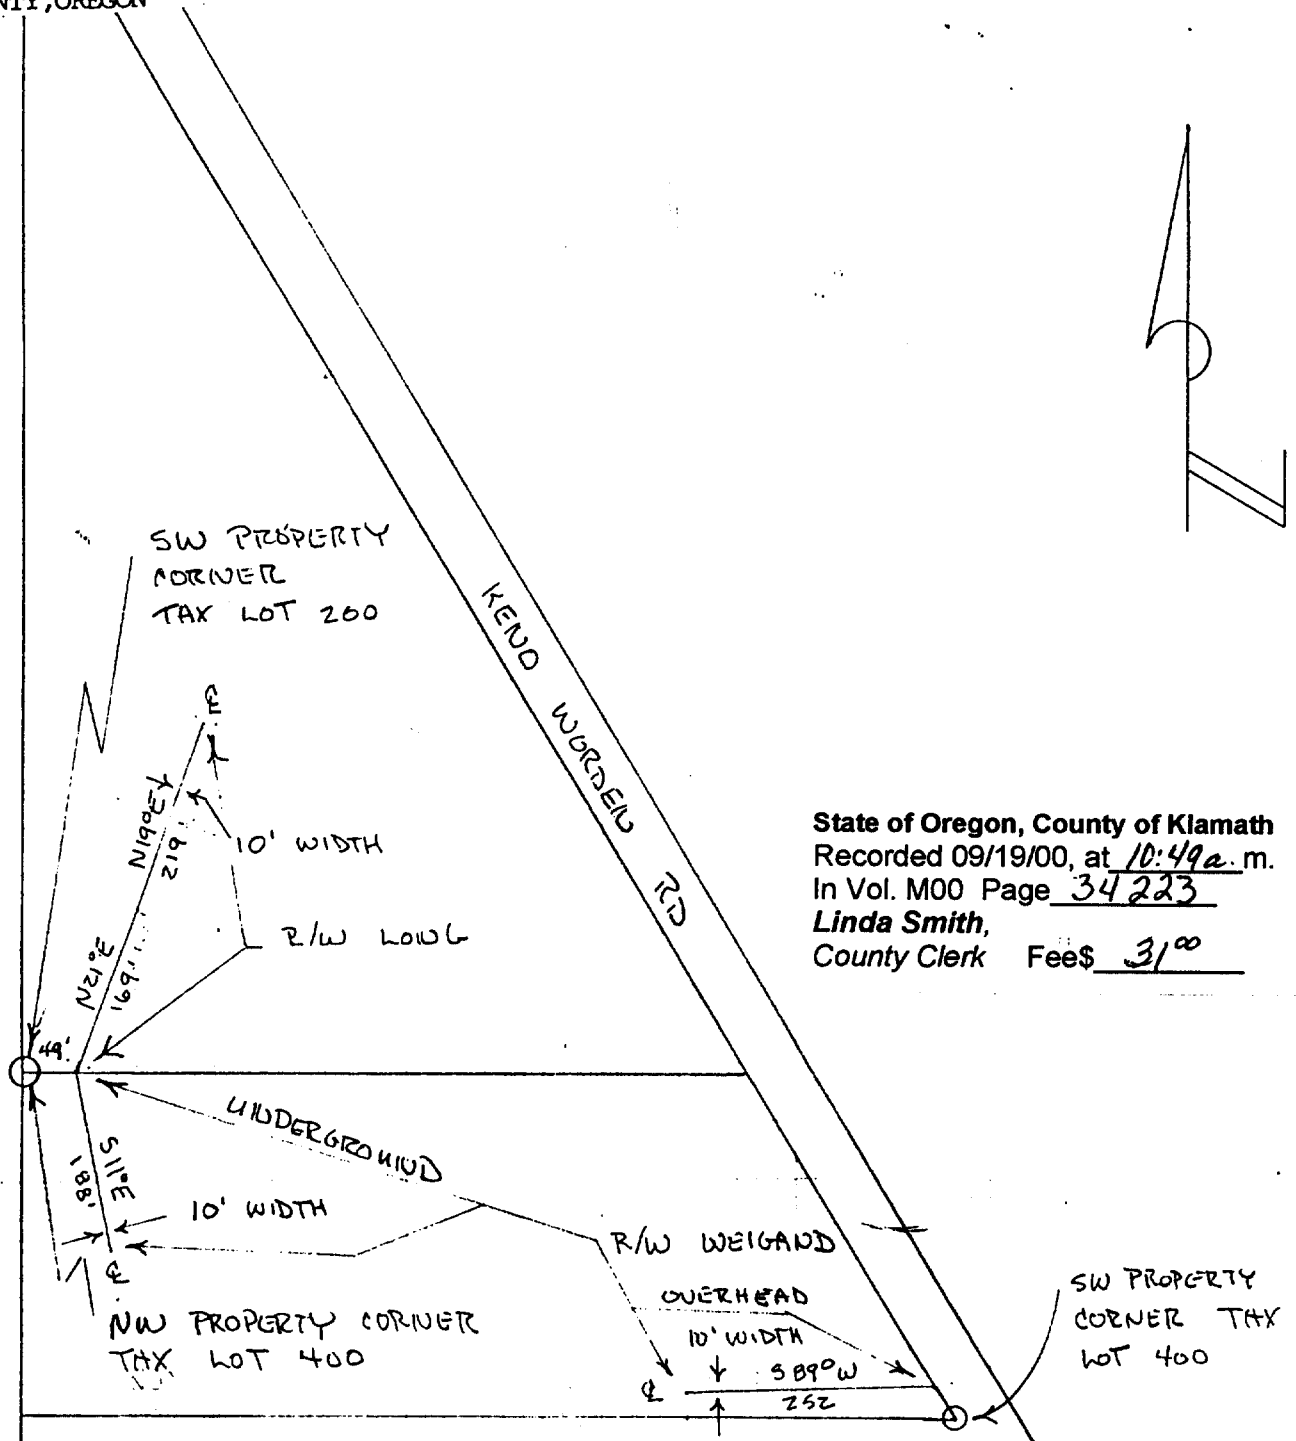 NTY, OREGON
SW PROPERTY
CORNER
TAX LOT 200
KENO WORDEN RD
℄
N19°E
219'
10' WIDTH
R/W LONG
N21°E
169'
State of Oregon, County of Klamath
Recorded 09/19/00, at 10:49 a. m.
In Vol. M00 Page 34223
Linda Smith,
County Clerk Fee$ 31⁰⁰
49'
UNDERGROUND
S11°E
188'
10' WIDTH
℄
NW PROPERTY CORNER
TAX LOT 400
R/W WEIGAND
OVERHEAD
10' WIDTH
℄
S89°W
252
SW PROPERTY
CORNER TAX
LOT 400
N